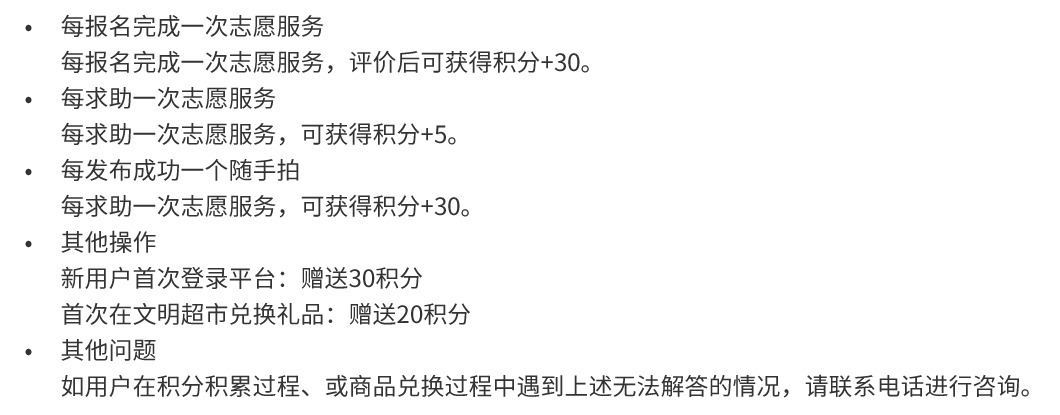 • 每报名完成一次志愿服务
每报名完成一次志愿服务，评价后可获得积分+30。
• 每求助一次志愿服务
每求助一次志愿服务，可获得积分+5。
• 每发布成功一个随手拍
每求助一次志愿服务，可获得积分+30。
• 其他操作
新用户首次登录平台：赠送30积分
首次在文明超市兑换礼品：赠送20积分
• 其他问题
如用户在积分积累过程、或商品兑换过程中遇到上述无法解答的情况，请联系电话进行咨询。